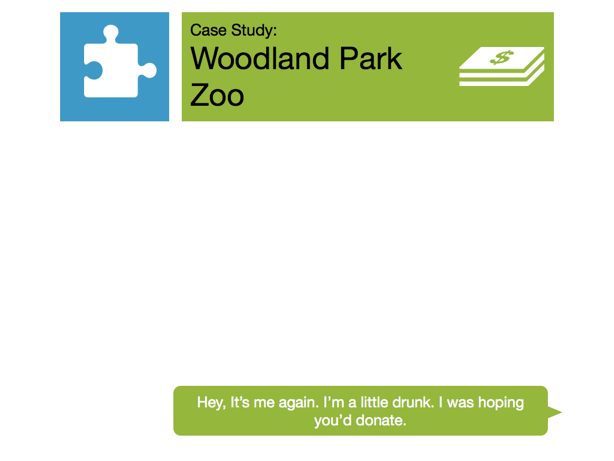 Case Study:
Woodland Park
Zoo
$
Hey, It’s me again. I’m a little drunk. I was hoping
you’d donate.